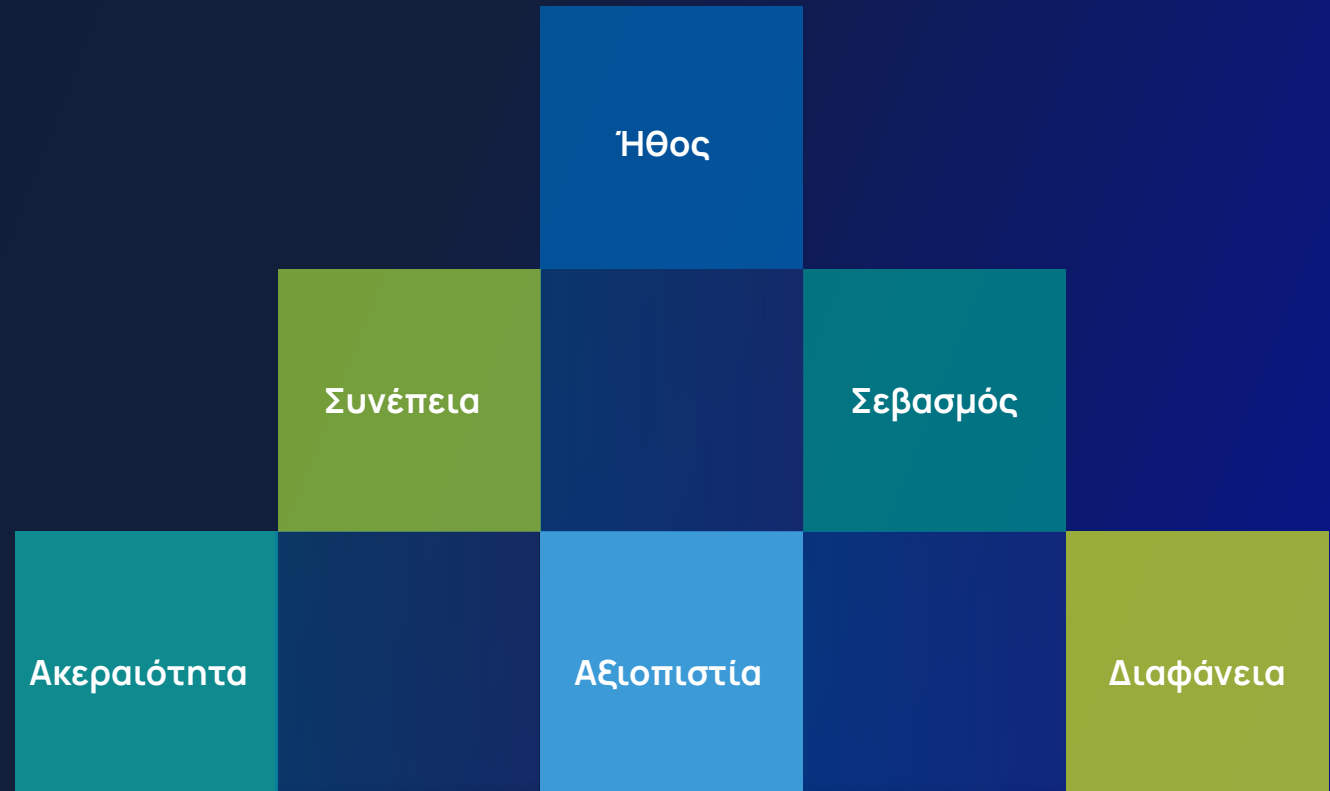 Ήθος
Συνέπεια
Σεβασμός
Ακεραιότητα
Αξιοπιστία
Διαφάνεια